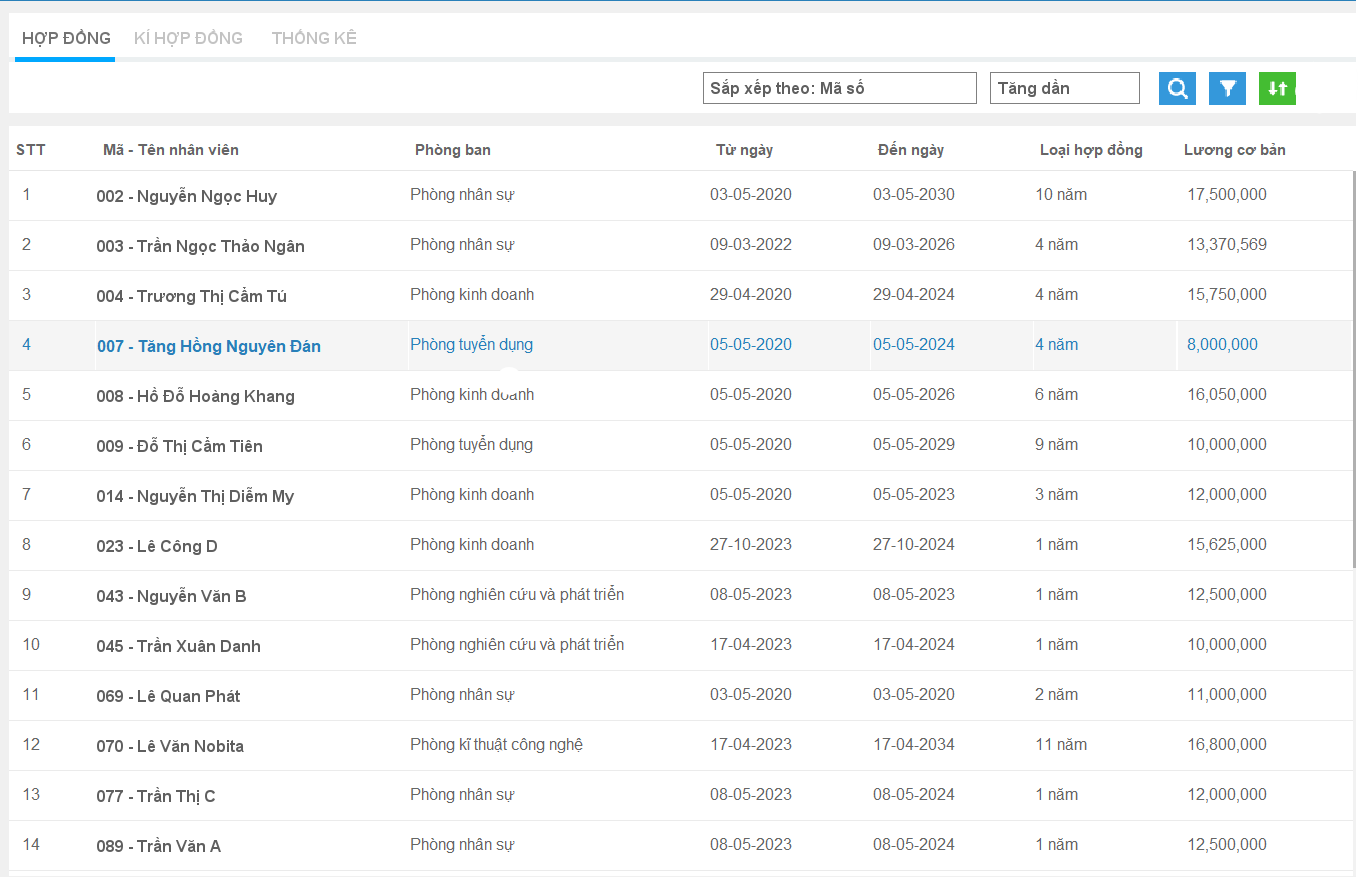 HỢP ĐỒNG KÍ HỢP ĐỒNG THỐNG KÊ
Sắp xếp theo: Mã số Tăng dần
STT Mã - Tên nhân viên Phòng ban Từ ngày Đến ngày Loại hợp đồng Lương cơ bản
1 002 - Nguyễn Ngọc Huy Phòng nhân sự 03-05-2020 03-05-2030 10 năm 17,500,000
2 003 - Trần Ngọc Thảo Ngân Phòng nhân sự 09-03-2022 09-03-2026 4 năm 13,370,569
3 004 - Trương Thị Cẩm Tú Phòng kinh doanh 29-04-2020 29-04-2024 4 năm 15,750,000
4 007 - Tăng Hồng Nguyên Đán Phòng tuyển dụng 05-05-2020 05-05-2024 4 năm 8,000,000
5 008 - Hồ Đỗ Hoàng Khang Phòng kinh doanh 05-05-2020 05-05-2026 6 năm 16,050,000
6 009 - Đỗ Thị Cẩm Tiên Phòng tuyển dụng 05-05-2020 05-05-2029 9 năm 10,000,000
7 014 - Nguyễn Thị Diễm My Phòng kinh doanh 05-05-2020 05-05-2023 3 năm 12,000,000
8 023 - Lê Công D Phòng kinh doanh 27-10-2023 27-10-2024 1 năm 15,625,000
9 043 - Nguyễn Văn B Phòng nghiên cứu và phát triển 08-05-2023 08-05-2023 1 năm 12,500,000
10 045 - Trần Xuân Danh Phòng nghiên cứu và phát triển 17-04-2023 17-04-2024 1 năm 10,000,000
11 069 - Lê Quan Phát Phòng nhân sự 03-05-2020 03-05-2020 2 năm 11,000,000
12 070 - Lê Văn Nobita Phòng kĩ thuật công nghệ 17-04-2023 17-04-2034 11 năm 16,800,000
13 077 - Trần Thị C Phòng nhân sự 08-05-2023 08-05-2024 1 năm 12,000,000
14 089 - Trần Văn A Phòng nhân sự 08-05-2023 08-05-2024 1 năm 12,500,000